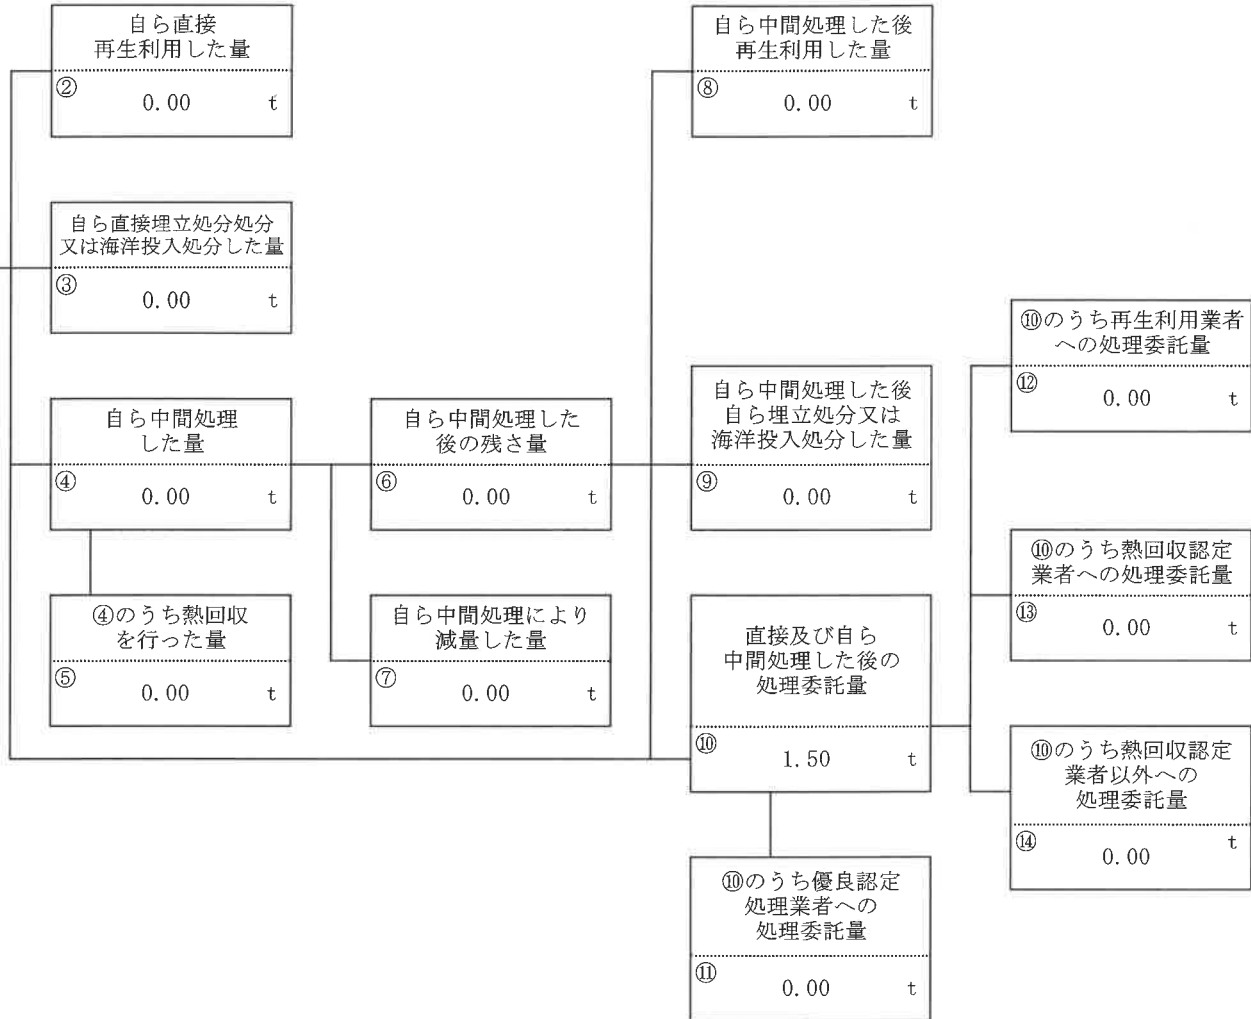 自ら直接
再生利用した量
② 0.00 t
自ら直接埋立処分処分
又は海洋投入処分した量
③ 0.00 t
自ら中間処理
した量
④ 0.00 t
④のうち熱回収
を行った量
⑤ 0.00 t
自ら中間処理した
後の残さ量
⑥ 0.00 t
自ら中間処理により
減量した量
⑦ 0.00 t
自ら中間処理した後
再生利用した量
⑧ 0.00 t
自ら中間処理した後
自ら埋立処分又は
海洋投入処分した量
⑨ 0.00 t
直接及び自ら
中間処理した後の
処理委託量
⑩ 1.50 t
⑩のうち優良認定
処理業者への
処理委託量
⑪ 0.00 t
⑩のうち再生利用業者
への処理委託量
⑫ 0.00 t
⑩のうち熱回収認定
業者への処理委託量
⑬ 0.00 t
⑩のうち熱回収認定
業者以外への
処理委託量
⑭ 0.00 t